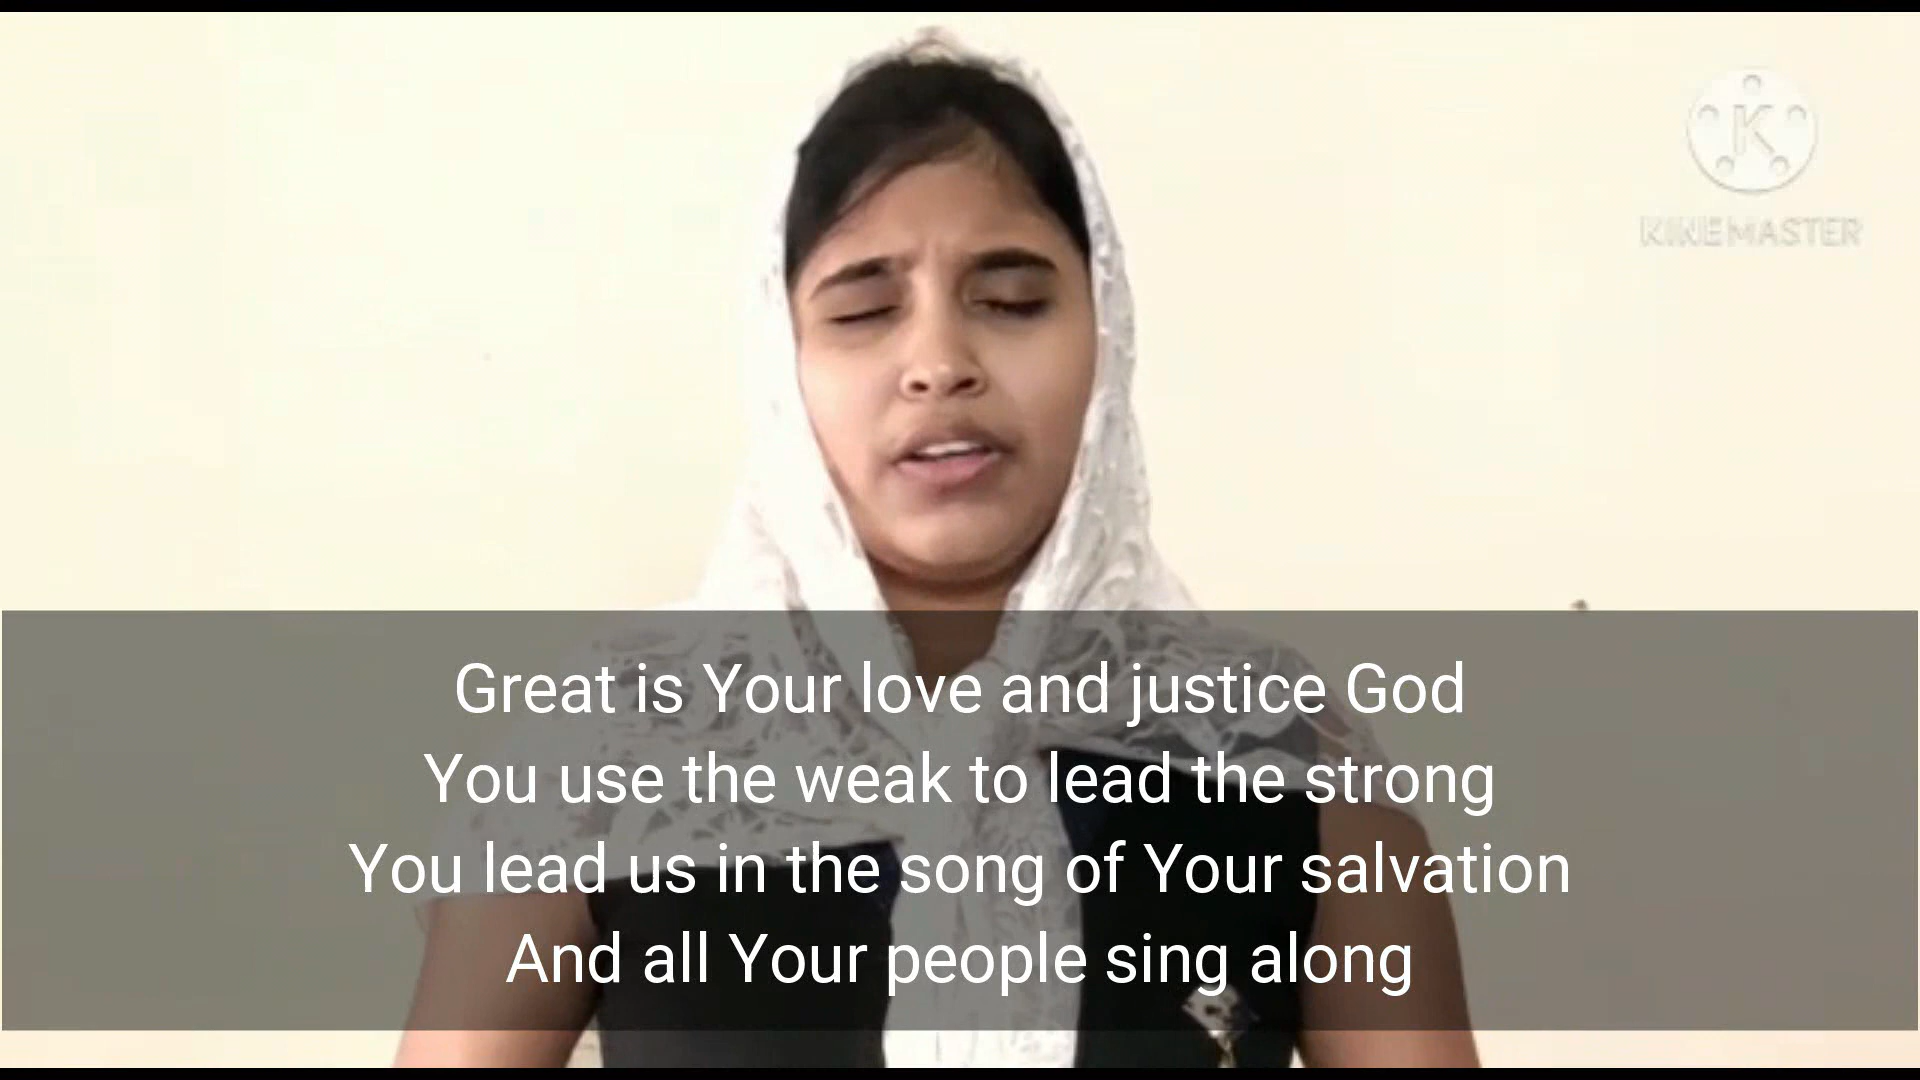 K
KINEMASTER
Great is Your love and justice God
You use the weak to lead the strong
You lead us in the song of Your salvation
And all Your people sing along